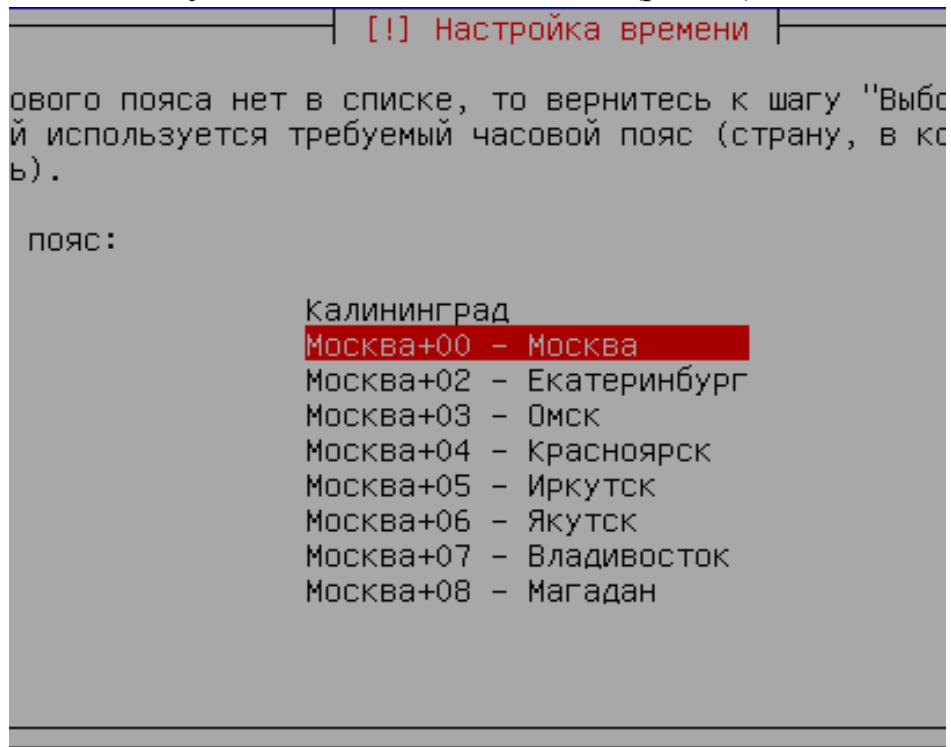 [!] Настройка времени
ового пояса нет в списке, то вернитесь к шагу "Выбо
й используется требуемый часовой пояс (страну, в ко
ь).
пояс:
Калининград
Москва+00 - Москва
Москва+02 - Екатеринбург
Москва+03 - Омск
Москва+04 - Красноярск
Москва+05 - Иркутск
Москва+06 - Якутск
Москва+07 - Владивосток
Москва+08 - Магадан